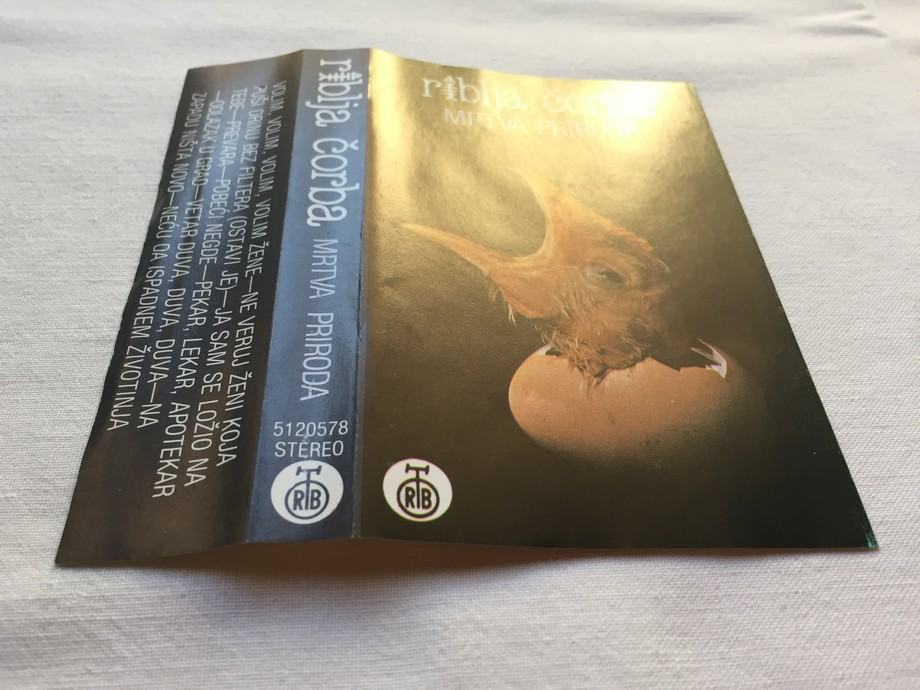 VOLIM, VOLIM, VOLIM, VOLIM ŽENE—NE VERUJ ŽENI KOJA
PUŠI DRINU BEZ FILTERA (OSTAVI JE)—JA SAM SE LOŽIO NA
TEBE—PREVARA—POBEĆI NEGDE—PEKAR, LEKAR, APOTEKAR
—ODLAZAK U GRAD—VETAR DUVA, DUVA, DUVA—NA
ZAPADU NIŠTA NOVO—NEĆU DA ISPADNEM ŽIVOTINJA
riblja čorba MRTVA PRIRODA
5120578
STEREO
RTB
riblja čorba
MRTVA PRIRODA
RTB